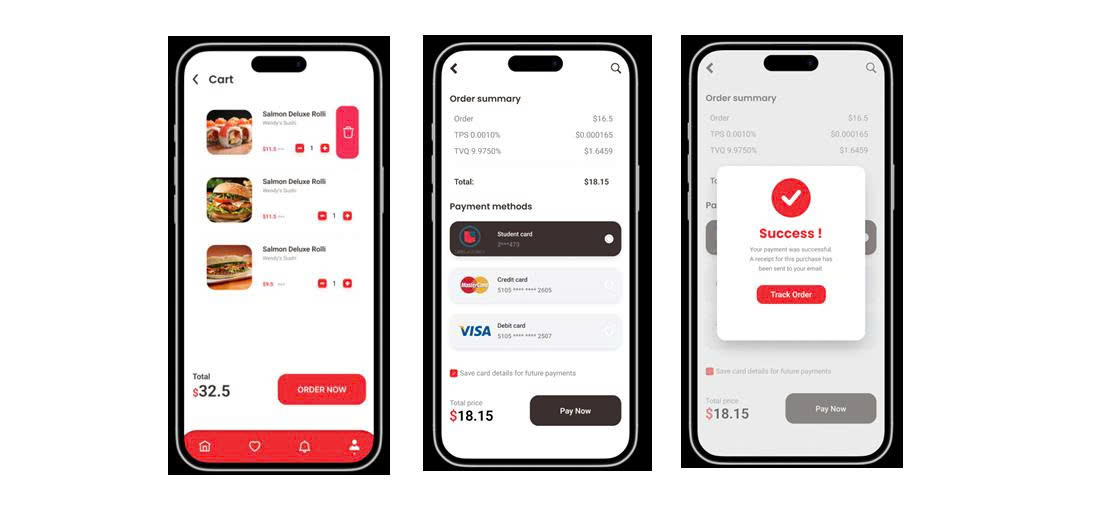 Cart
Salmon Deluxe Rolli
Wendy's Sushi
$11.5
1
Salmon Deluxe Rolli
Wendy's Sushi
$11.5
1
Salmon Deluxe Rolli
Wendy's Sushi
$9.5
1
Total
$32.5
ORDER NOW
Order summary
Order $16.5
TPS 0.0010% $0.000165
TVQ 9.9750% $1.6459
Total: $18.15
Payment methods
Student card
2***473
Credit card
MasterCard
5105 **** **** 2605
Debit card
VISA
5105 **** **** 2507
Save card details for future payments
Total price
$18.15
Pay Now
Order summary
Order $16.5
TPS 0.0010% $0.000165
TVQ 9.9750% $1.6459
To
Pa
Success !
Your payment was successful.
A receipt for this purchase has
been sent to your email
Track Order
Save card details for future payments
Total price
$18.15
Pay Now